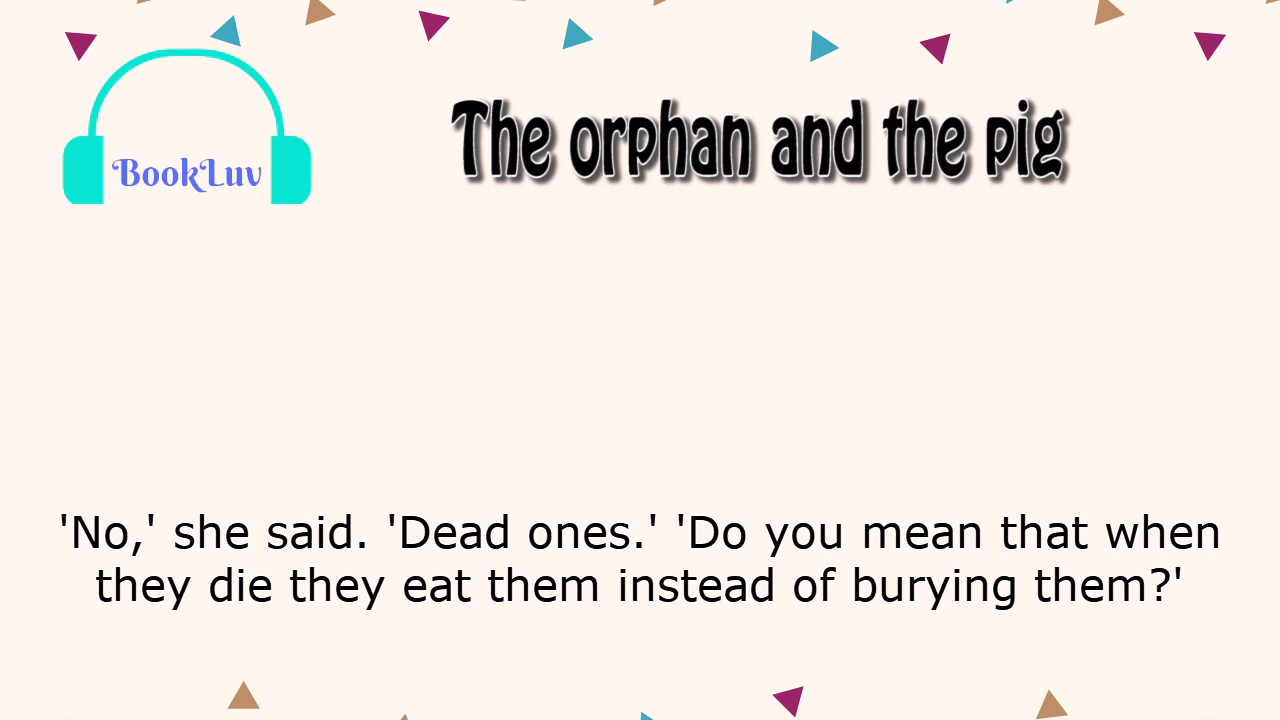 The orphan and the pig
BookLuv
'No,' she said. 'Dead ones.' 'Do you mean that when
they die they eat them instead of burying them?'